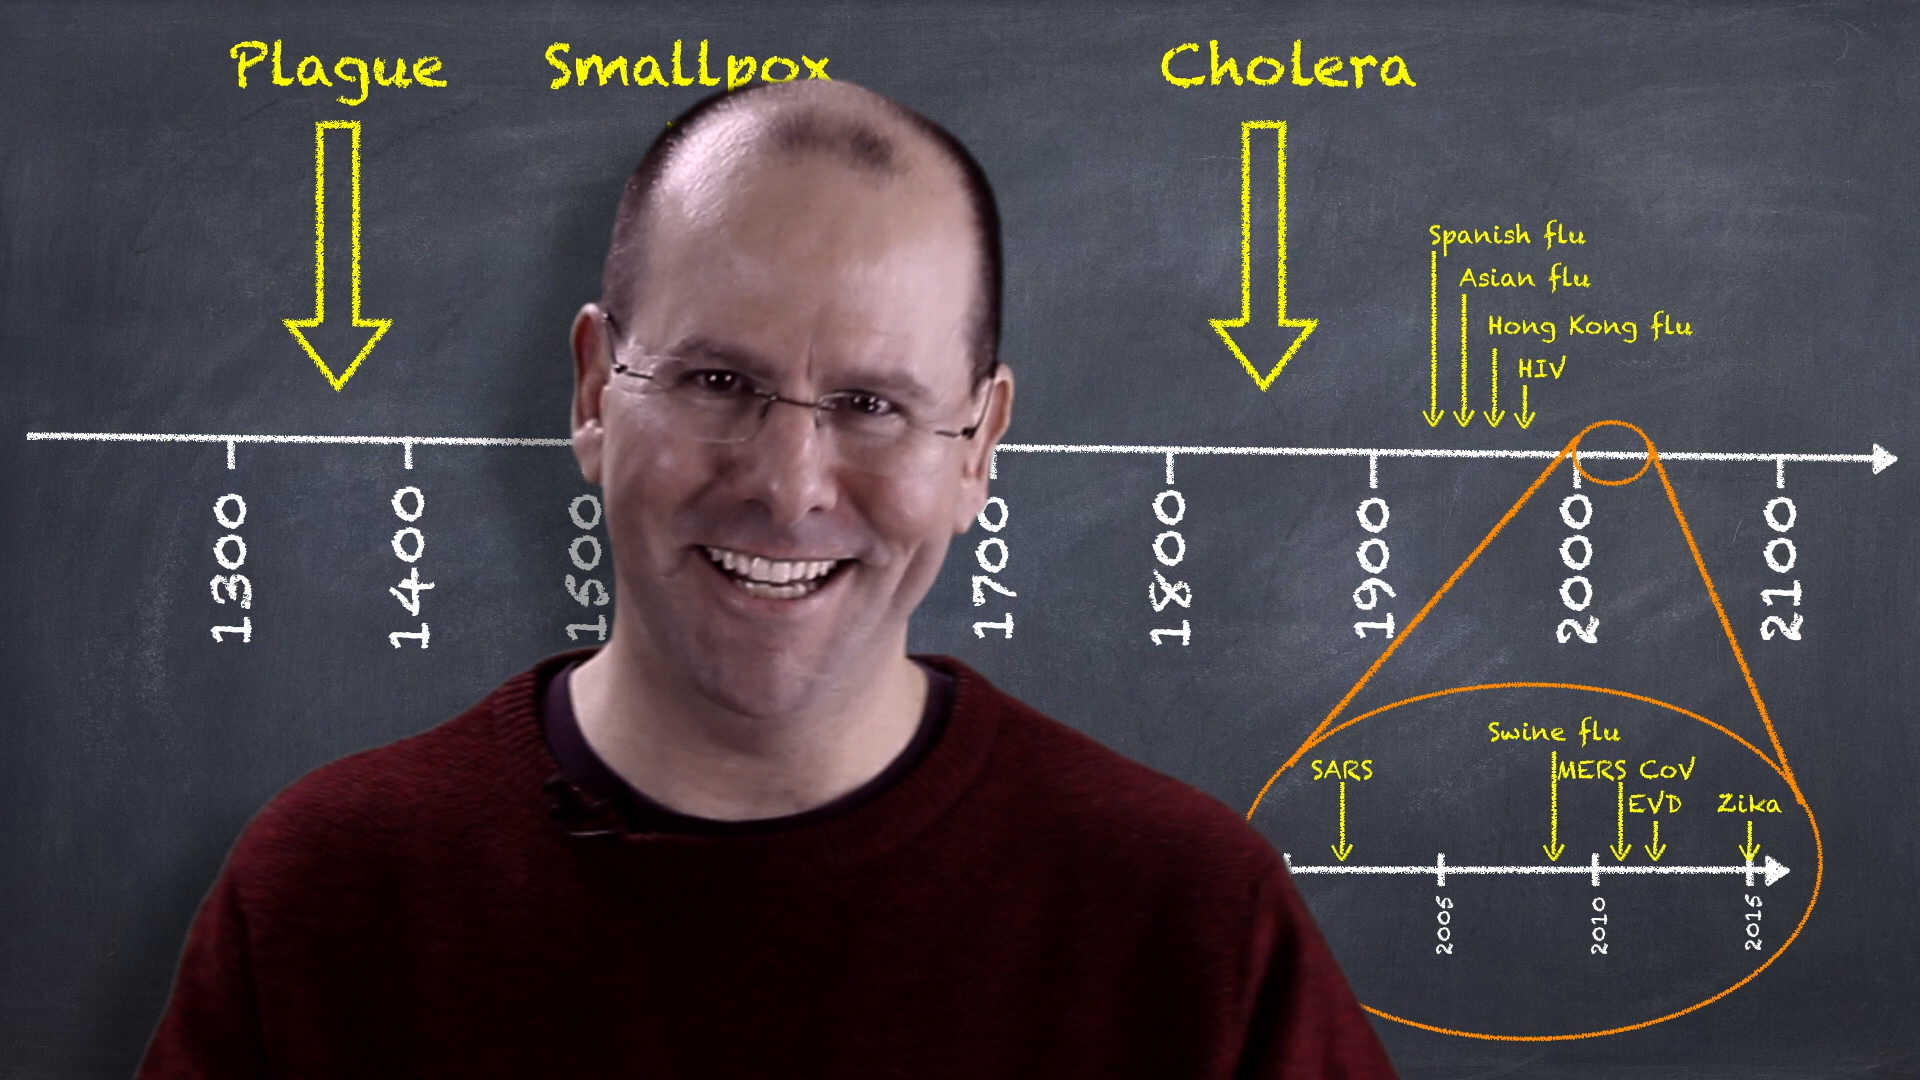 Plague
Smallpox
Cholera
Spanish flu
Asian flu
Hong Kong flu
HIV
1300
1400
1500
1700
1800
1900
2000
2100
Swine flu
SARS
MERS CoV
EVD
Zika
2005
2010
2015